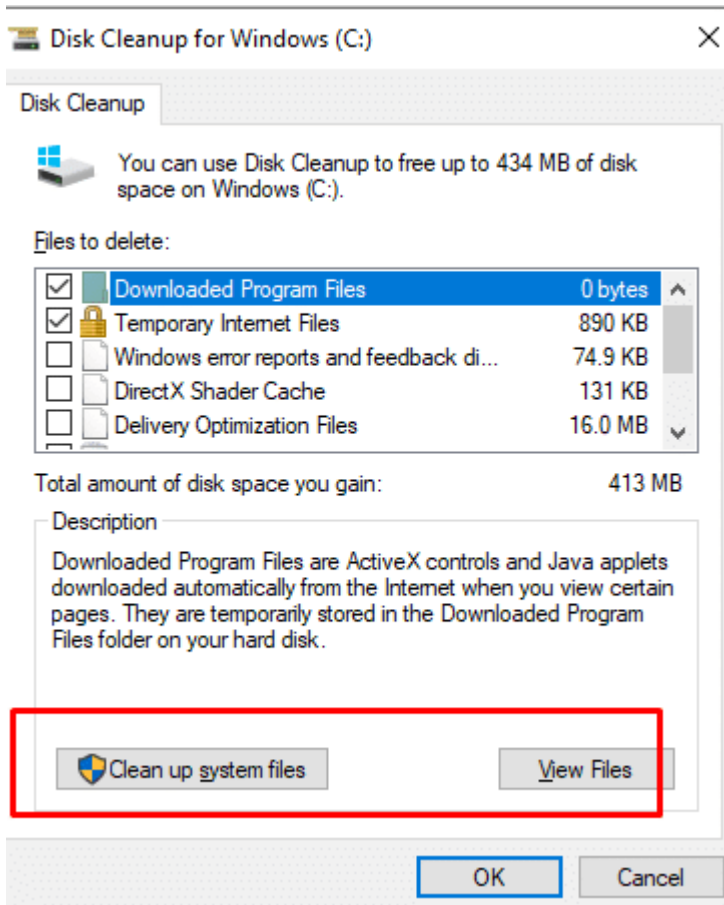 Disk Cleanup for Windows (C:)
Disk Cleanup
You can use Disk Cleanup to free up to 434 MB of disk
space on Windows (C:).
Files to delete:
Downloaded Program Files 0 bytes
Temporary Internet Files 890 KB
Windows error reports and feedback di... 74.9 KB
DirectX Shader Cache 131 KB
Delivery Optimization Files 16.0 MB
Total amount of disk space you gain: 413 MB
Description
Downloaded Program Files are ActiveX controls and Java applets
downloaded automatically from the Internet when you view certain
pages. They are temporarily stored in the Downloaded Program
Files folder on your hard disk.
Clean up system files View Files
OK Cancel